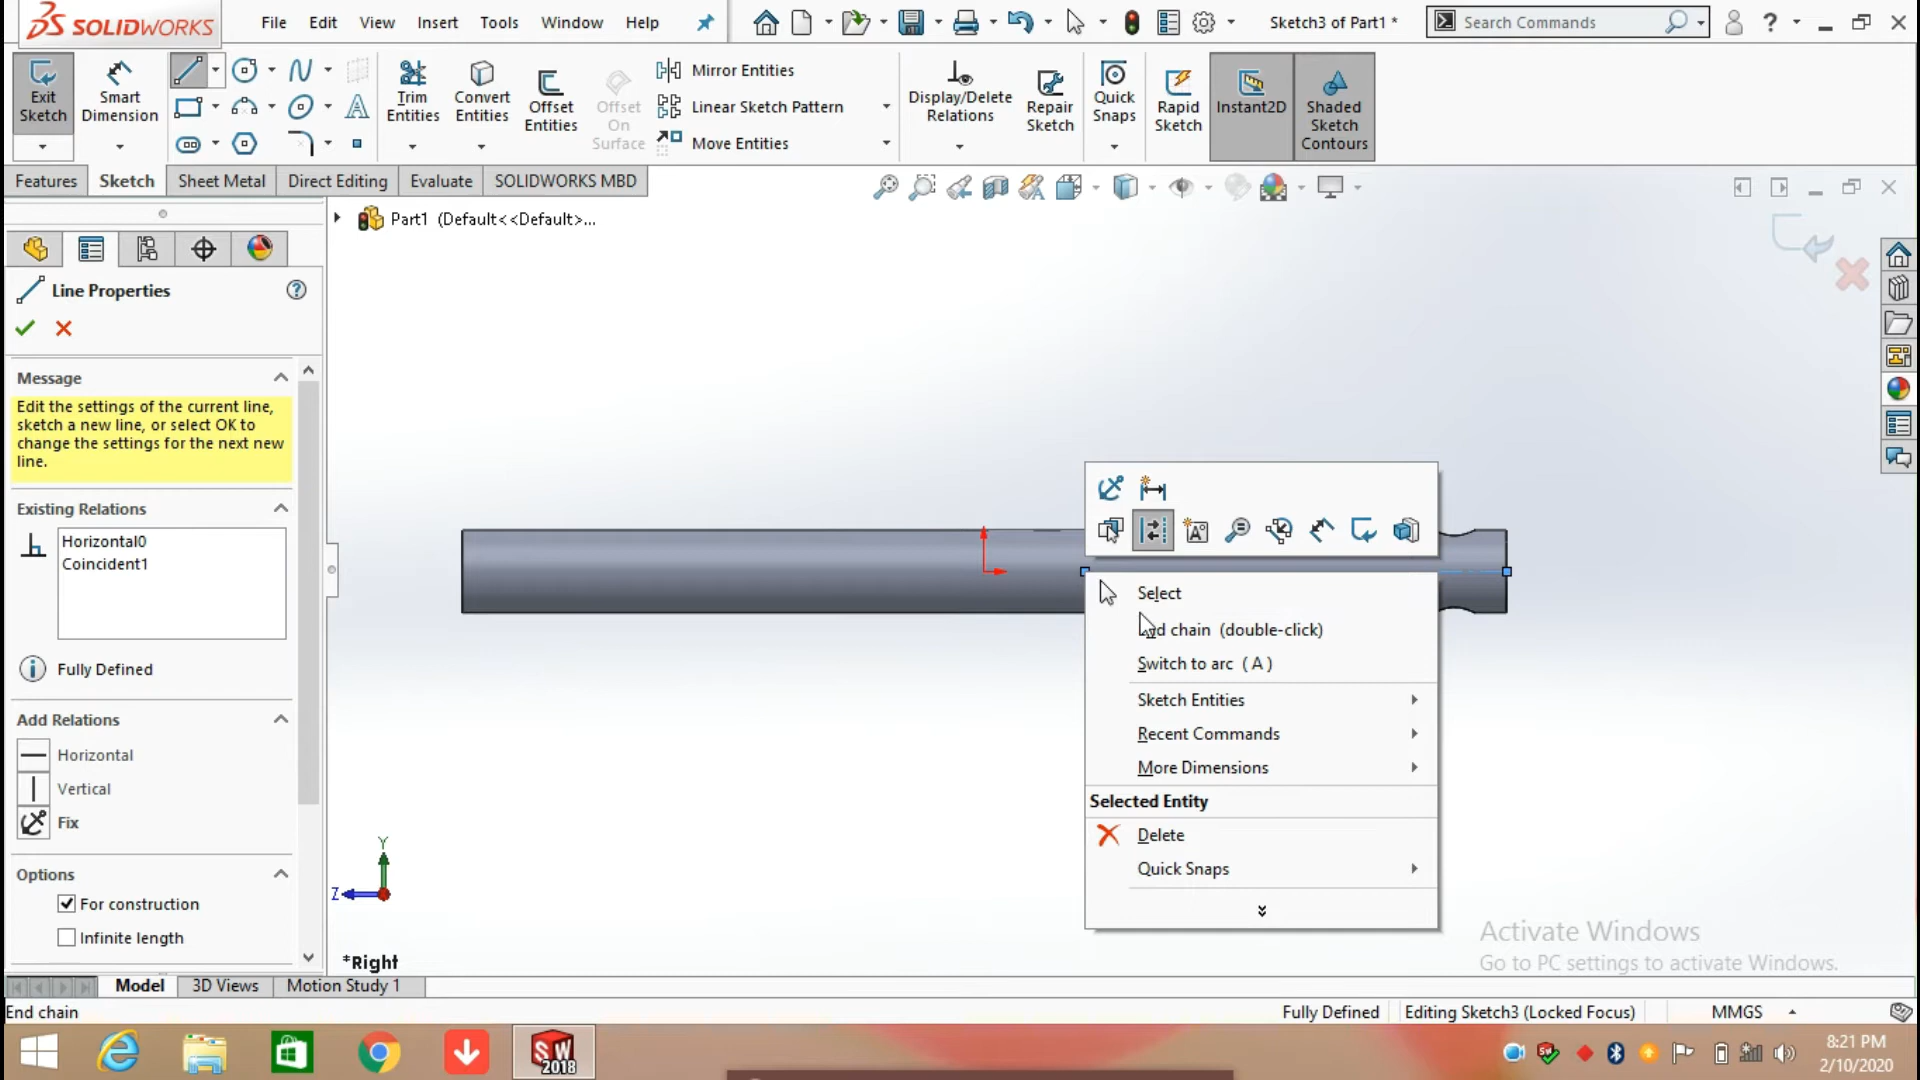 SOLIDWORKS
File
Edit
View
Insert
Tools
Window
Help
Sketch3 of Part1 *
Search Commands
Exit Sketch
Smart Dimension
Trim Entities
Convert Entities
Offset Entities
Offset On Surface
Mirror Entities
Linear Sketch Pattern
Move Entities
Display/Delete Relations
Repair Sketch
Quick Snaps
Rapid Sketch
Instant2D
Shaded Sketch Contours
Features
Sketch
Sheet Metal
Direct Editing
Evaluate
SOLIDWORKS MBD
Part1 (Default<<Default>...
Line Properties
Message
Edit the settings of the current line,
sketch a new line, or select OK to
change the settings for the next new
line.
Existing Relations
Horizontal0
Coincident1
Fully Defined
Add Relations
Horizontal
Vertical
Fix
Options
For construction
Infinite length
Select
chain (double-click)
Switch to arc (A)
Sketch Entities
Recent Commands
More Dimensions
Selected Entity
Delete
Quick Snaps
Y
Z
*Right
Activate Windows
Go to PC settings to activate Windows.
Model
3D Views
Motion Study 1
End chain
Fully Defined
Editing Sketch3 (Locked Focus)
MMGS
SW
2018
8:21 PM
2/10/2020